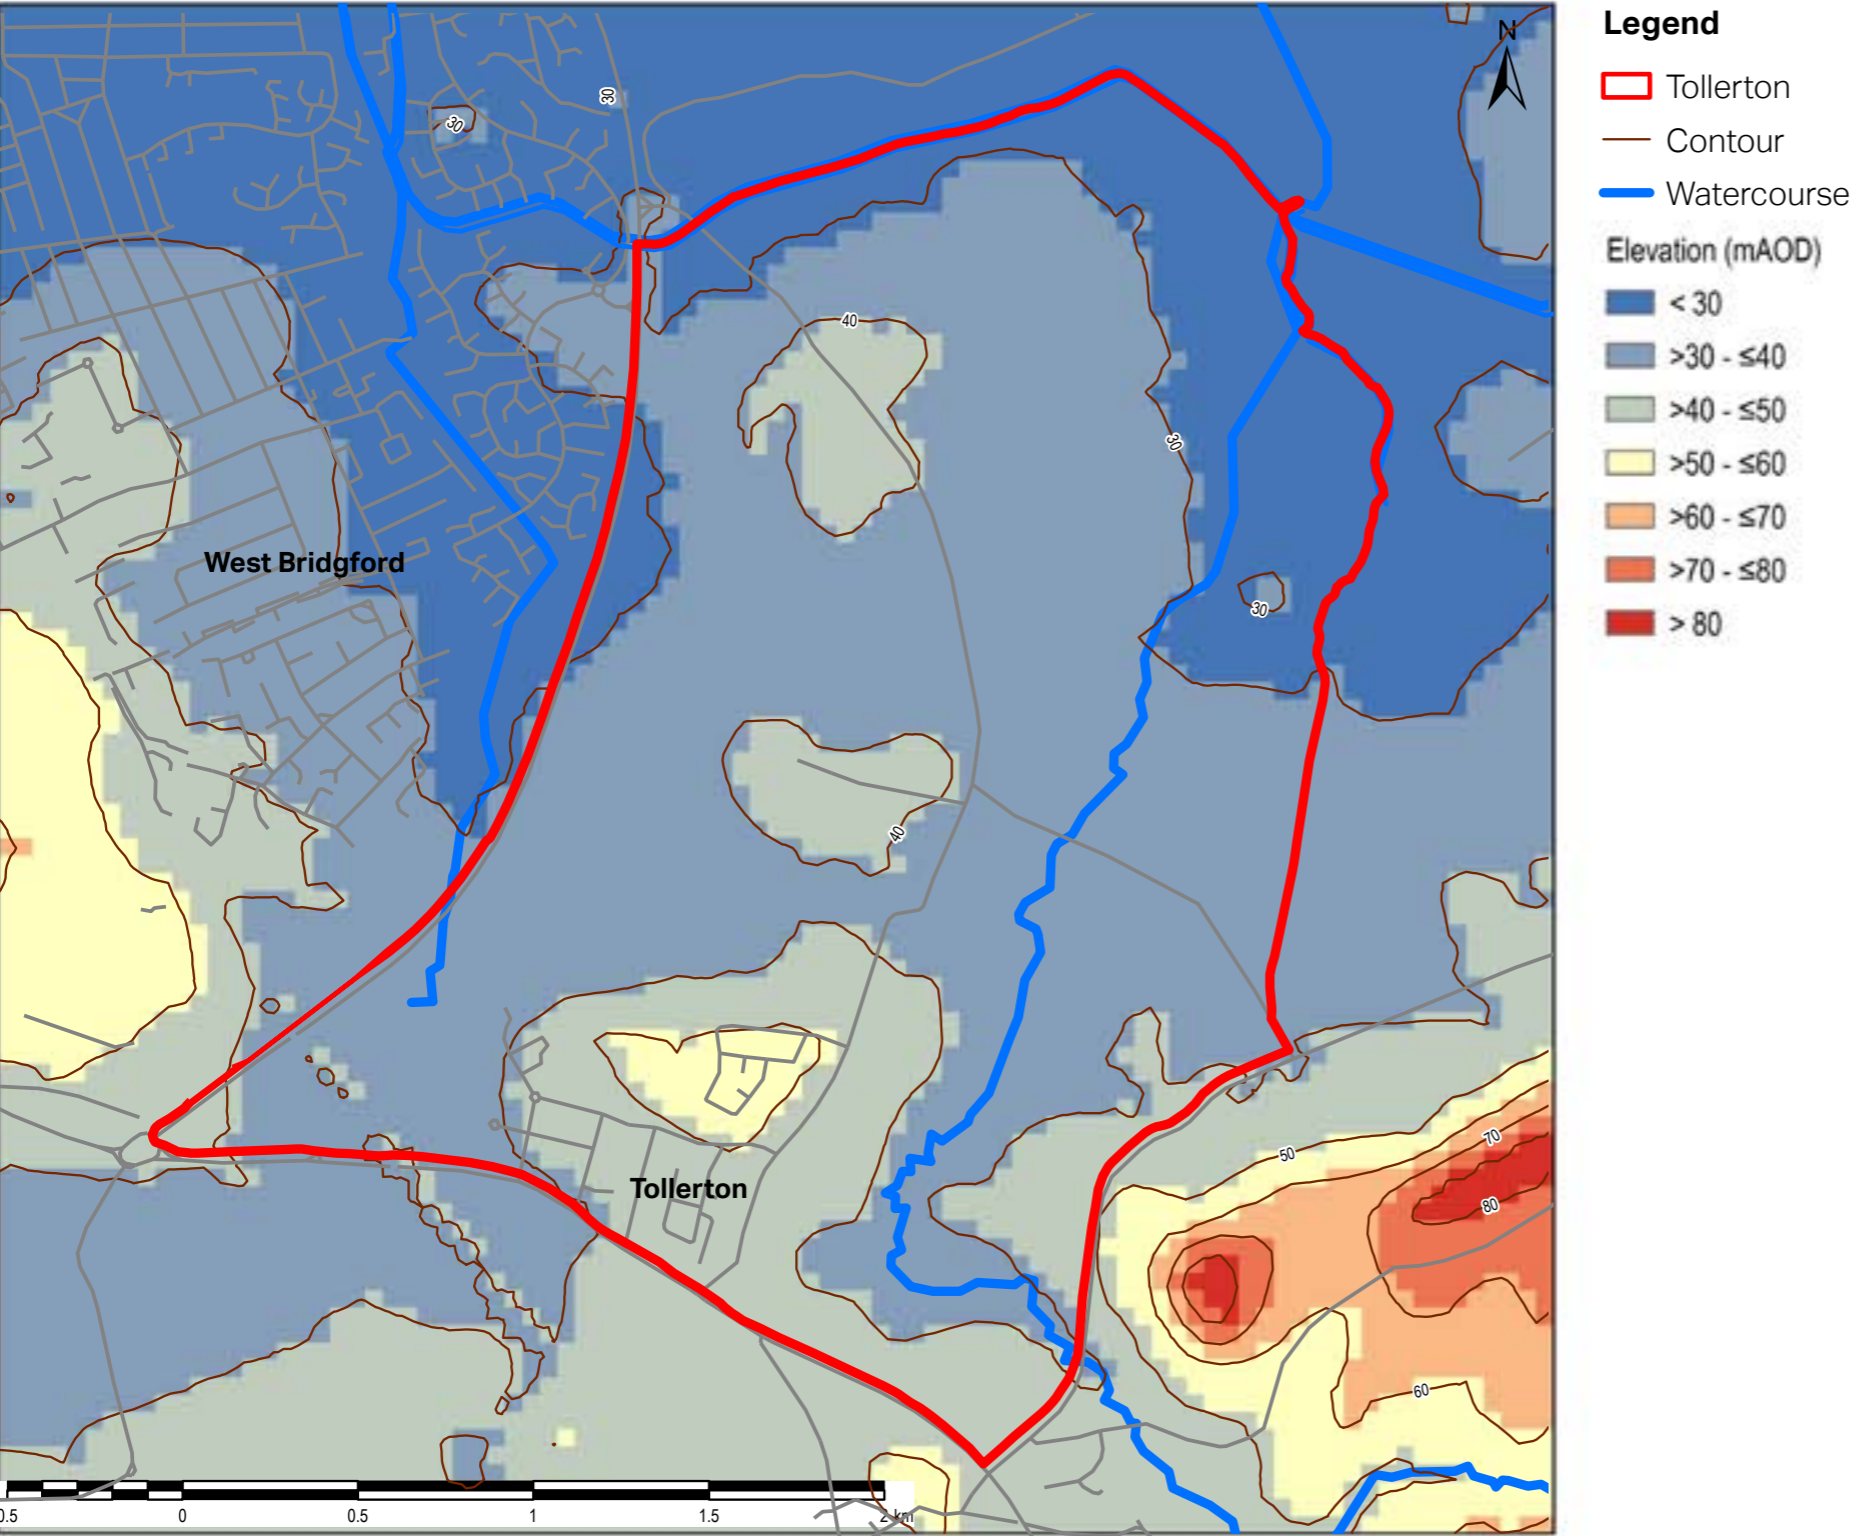 Legend
N
Tollerton
Contour
Watercourse
Elevation (mAOD)
< 30
>30 - ≤40
>40 - ≤50
>50 - ≤60
>60 - ≤70
>70 - ≤80
> 80
30
30
40
30
West Bridgford
30
40
50
70
Tollerton
80
60
0.5 0 0.5 1 1.5 2 km